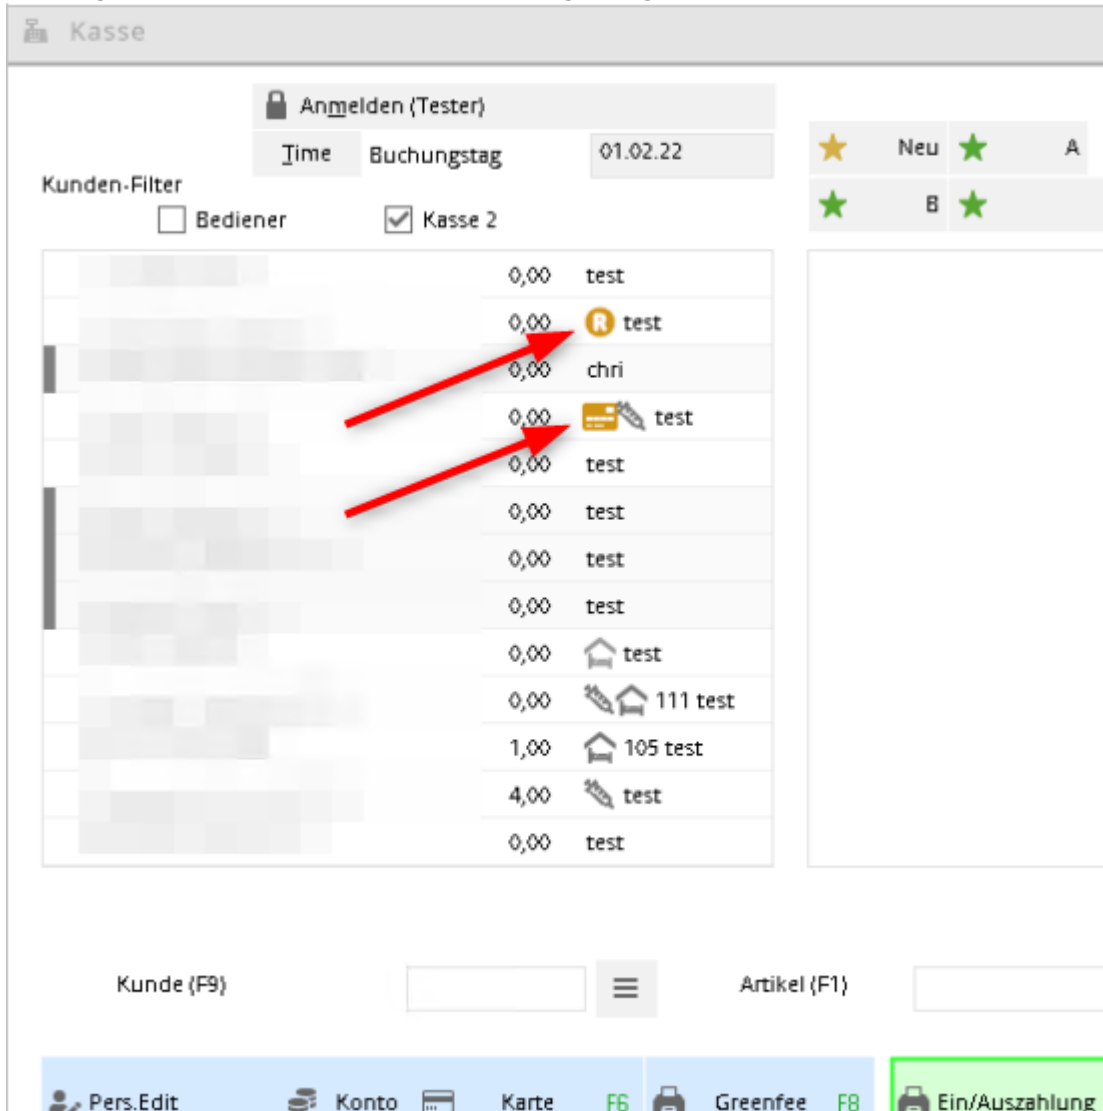 Kasse
Anmelden (Tester)
Time Buchungstag 01.02.22
Neu A
Kunden-Filter
Bediener Kasse 2
B
0,00 test
0,00 R test
0,00 chri
0,00 test
0,00 test
0,00 test
0,00 test
0,00 test
0,00 test
0,00 111 test
1,00 105 test
4,00 test
0,00 test
Kunde (F9) Artikel (F1)
Pers.Edit Konto Karte F6 Greenfee F8 Ein/Auszahlung